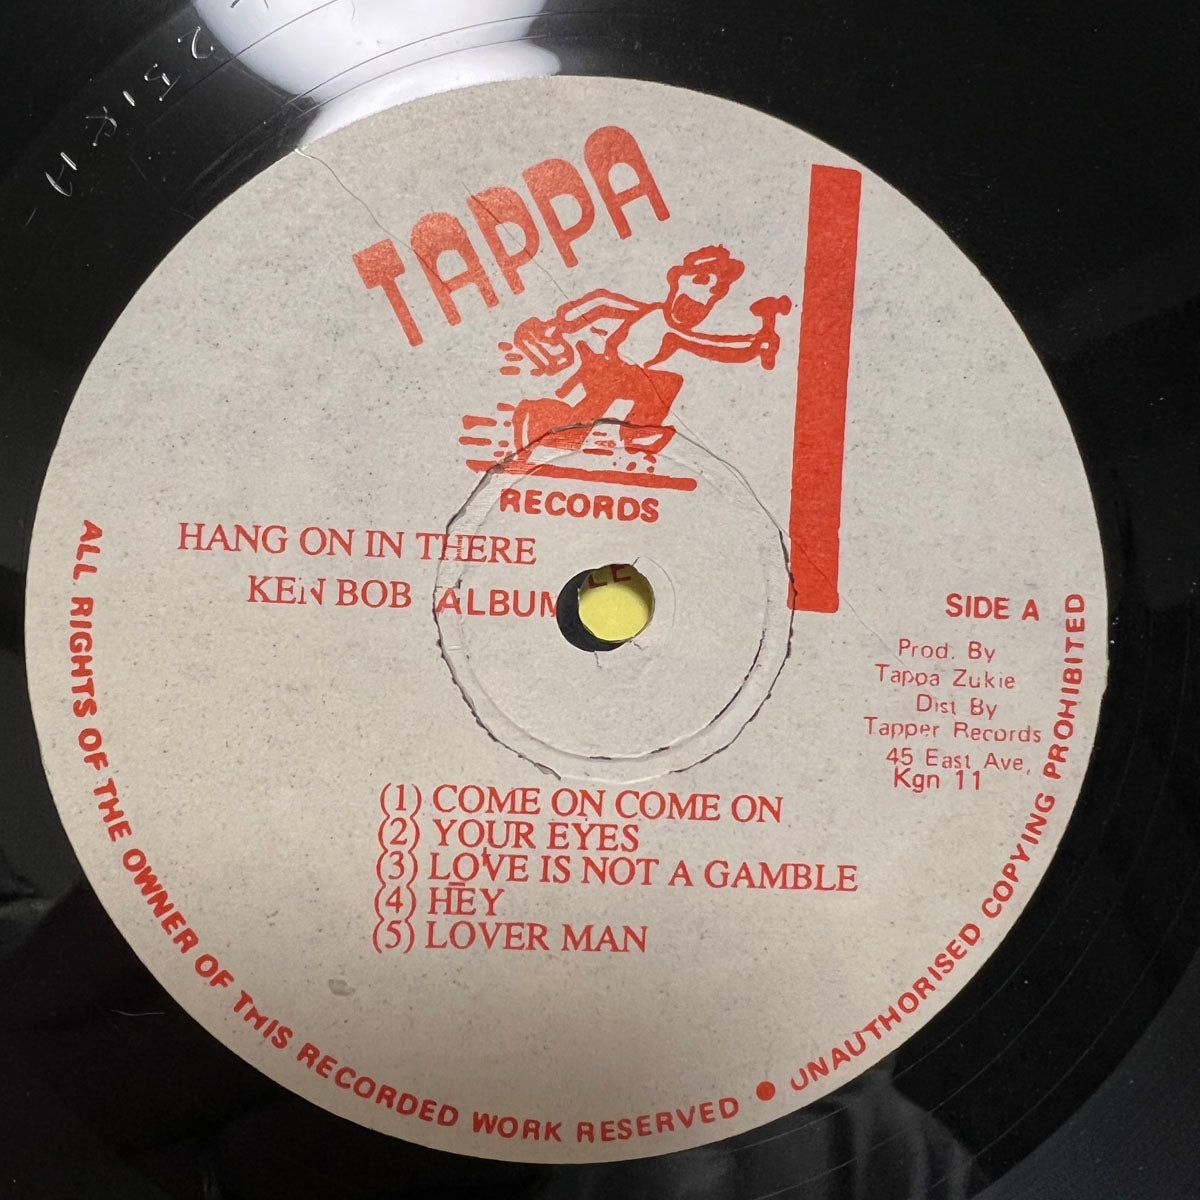 TAPPA
RECORDS
HANG ON IN THERE
KEN BOB ALBUM
SIDE A
Prod. By
Tappa Zukie
Dist By
Tapper Records
45 East Ave,
Kgn 11
(1) COME ON COME ON
(2) YOUR EYES
(3) LOVE IS NOT A GAMBLE
(4) HEY
(5) LOVER MAN
ALL RIGHTS OF THE OWNER OF THIS RECORDED WORK RESERVED • UNAUTHORISED COPYING PROHIBITED